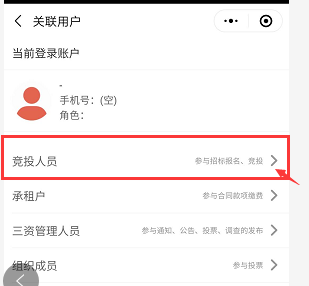 关联用户
当前登录账户
-
手机号：(空)
角色：
竞投人员 参与招标报名、竞投
承租户 参与合同款项缴费
三资管理人员 参与通知、公告、投票、调查的发布
组织成员 参与投票